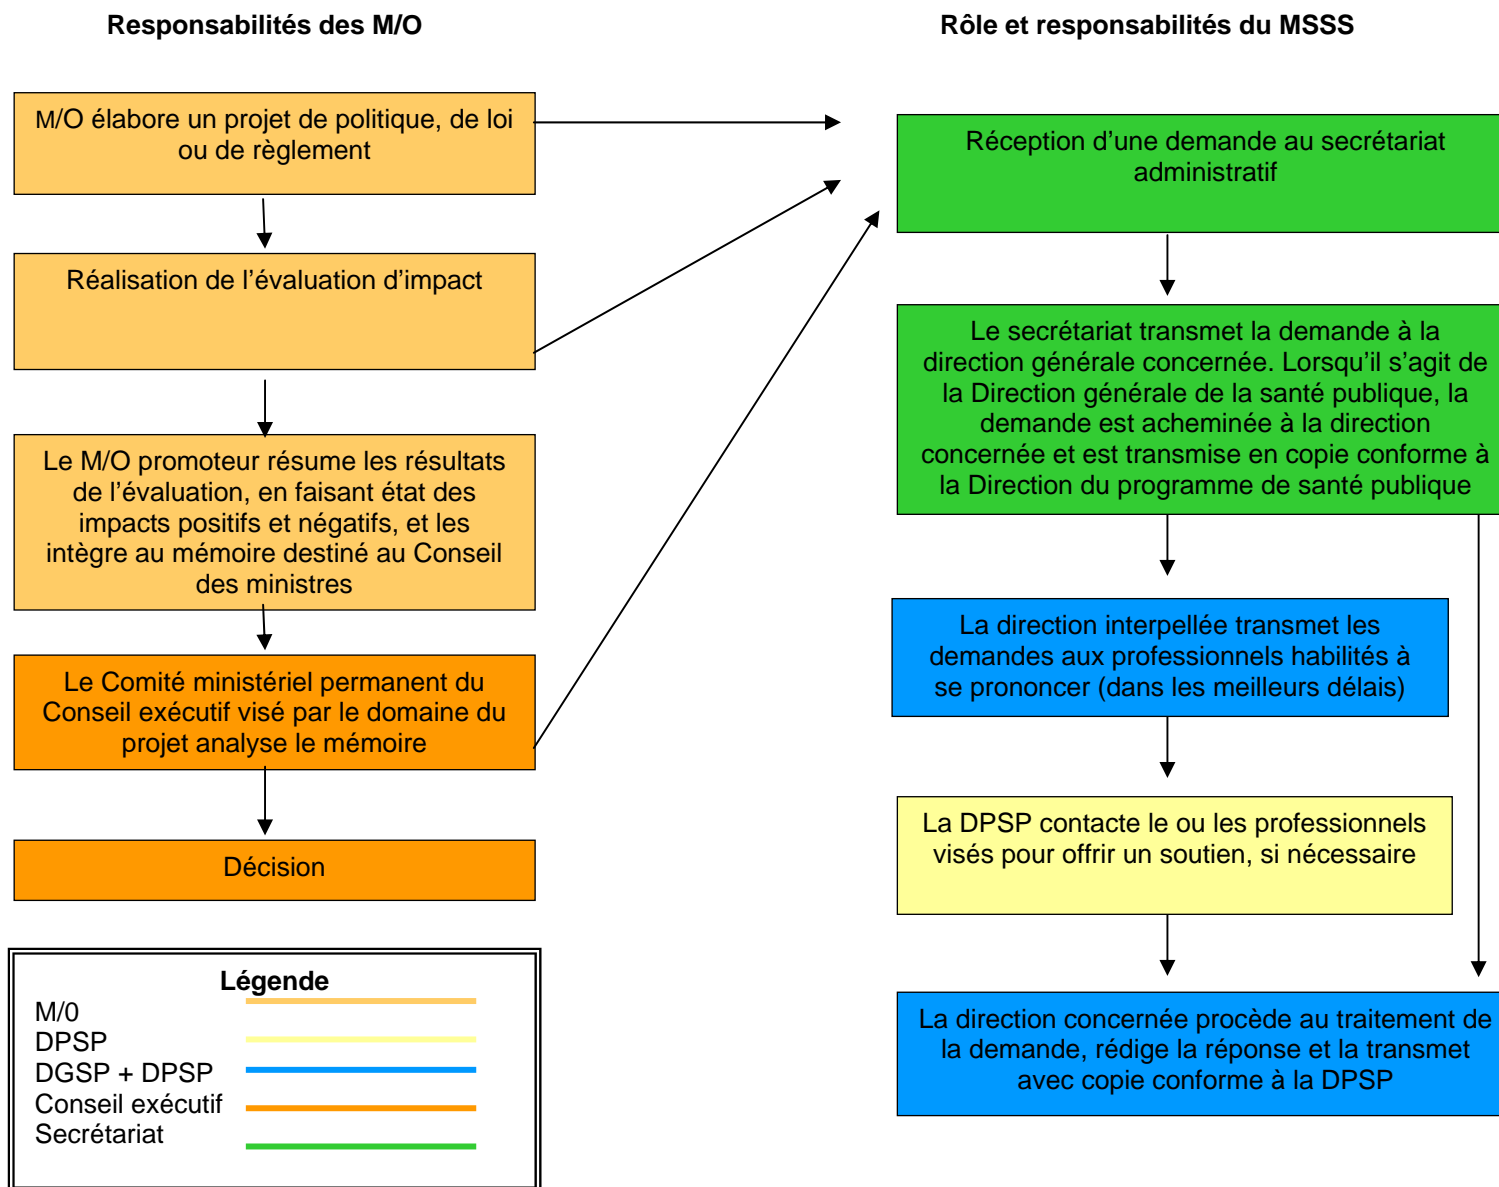 Responsabilités des M/O
M/O élabore un projet de politique, de loi
ou de règlement
Réalisation de l’évaluation d’impact
Le M/O promoteur résume les résultats
de l’évaluation, en faisant état des
impacts positifs et négatifs, et les
intègre au mémoire destiné au Conseil
des ministres
Le Comité ministériel permanent du
Conseil exécutif visé par le domaine du
projet analyse le mémoire
Décision
Légende
M/0
DPSP
DGSP + DPSP
Conseil exécutif
Secrétariat
Rôle et responsabilités du MSSS
Réception d’une demande au secrétariat
administratif
Le secrétariat transmet la demande à la
direction générale concernée. Lorsqu’il s’agit de
la Direction générale de la santé publique, la
demande est acheminée à la direction
concernée et est transmise en copie conforme à
la Direction du programme de santé publique
La direction interpellée transmet les
demandes aux professionnels habilités à
se prononcer (dans les meilleurs délais)
La DPSP contacte le ou les professionnels
visés pour offrir un soutien, si nécessaire
La direction concernée procède au traitement de
la demande, rédige la réponse et la transmet
avec copie conforme à la DPSP